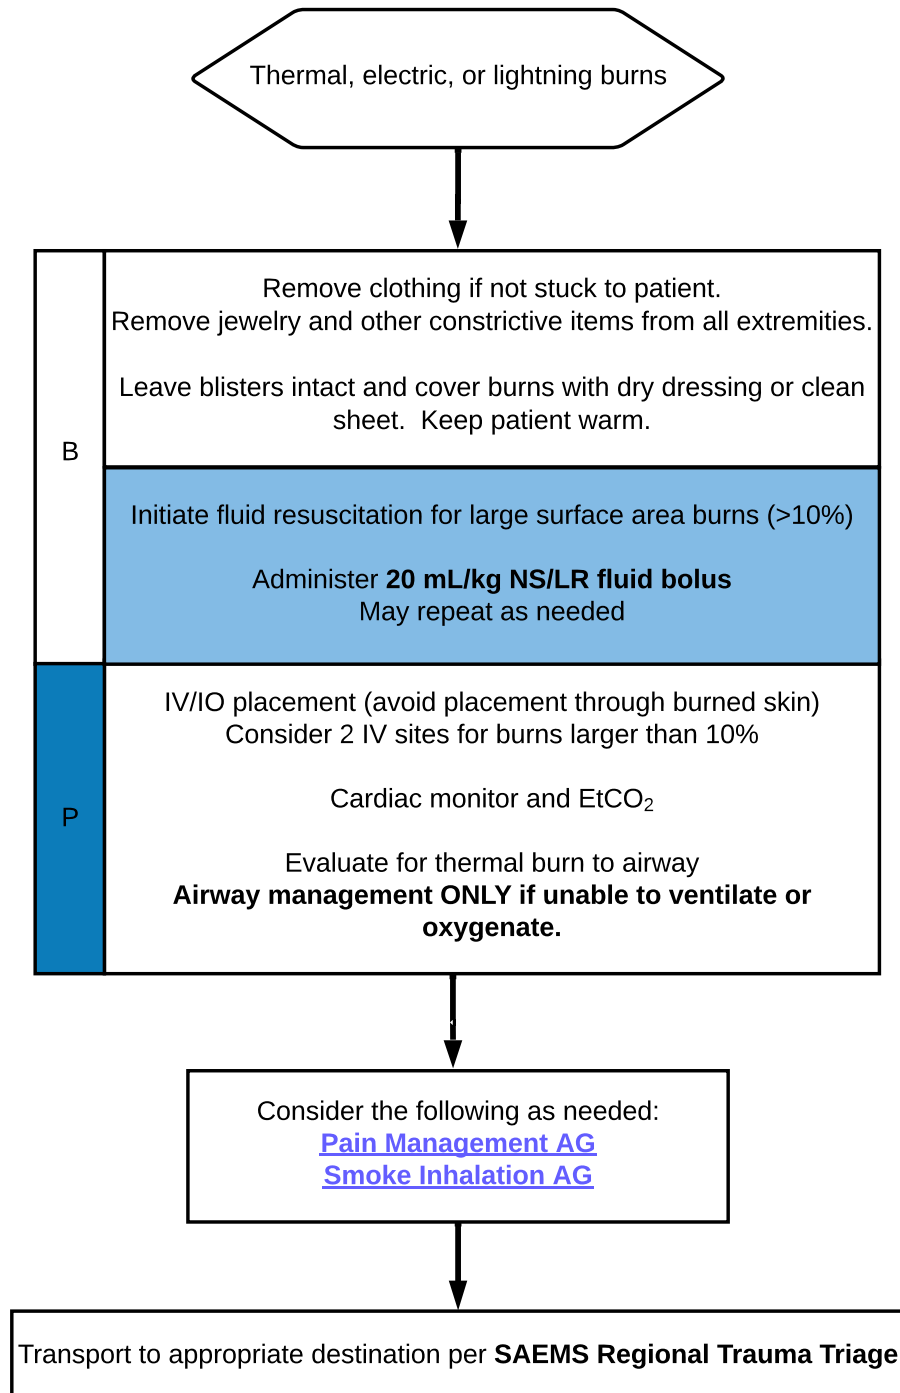 Thermal, electric, or lightning burns
Remove clothing if not stuck to patient.
Remove jewelry and other constrictive items from all extremities.
Leave blisters intact and cover burns with dry dressing or clean
sheet.  Keep patient warm.
B
Initiate fluid resuscitation for large surface area burns (>10%)
Administer 20 mL/kg NS/LR fluid bolus
May repeat as needed
IV/IO placement (avoid placement through burned skin)
Consider 2 IV sites for burns larger than 10%
Cardiac monitor and EtCO₂
P
Evaluate for thermal burn to airway
Airway management ONLY if unable to ventilate or
oxygenate.
Consider the following as needed:
Pain Management AG
Smoke Inhalation AG
Transport to appropriate destination per SAEMS Regional Trauma Triage